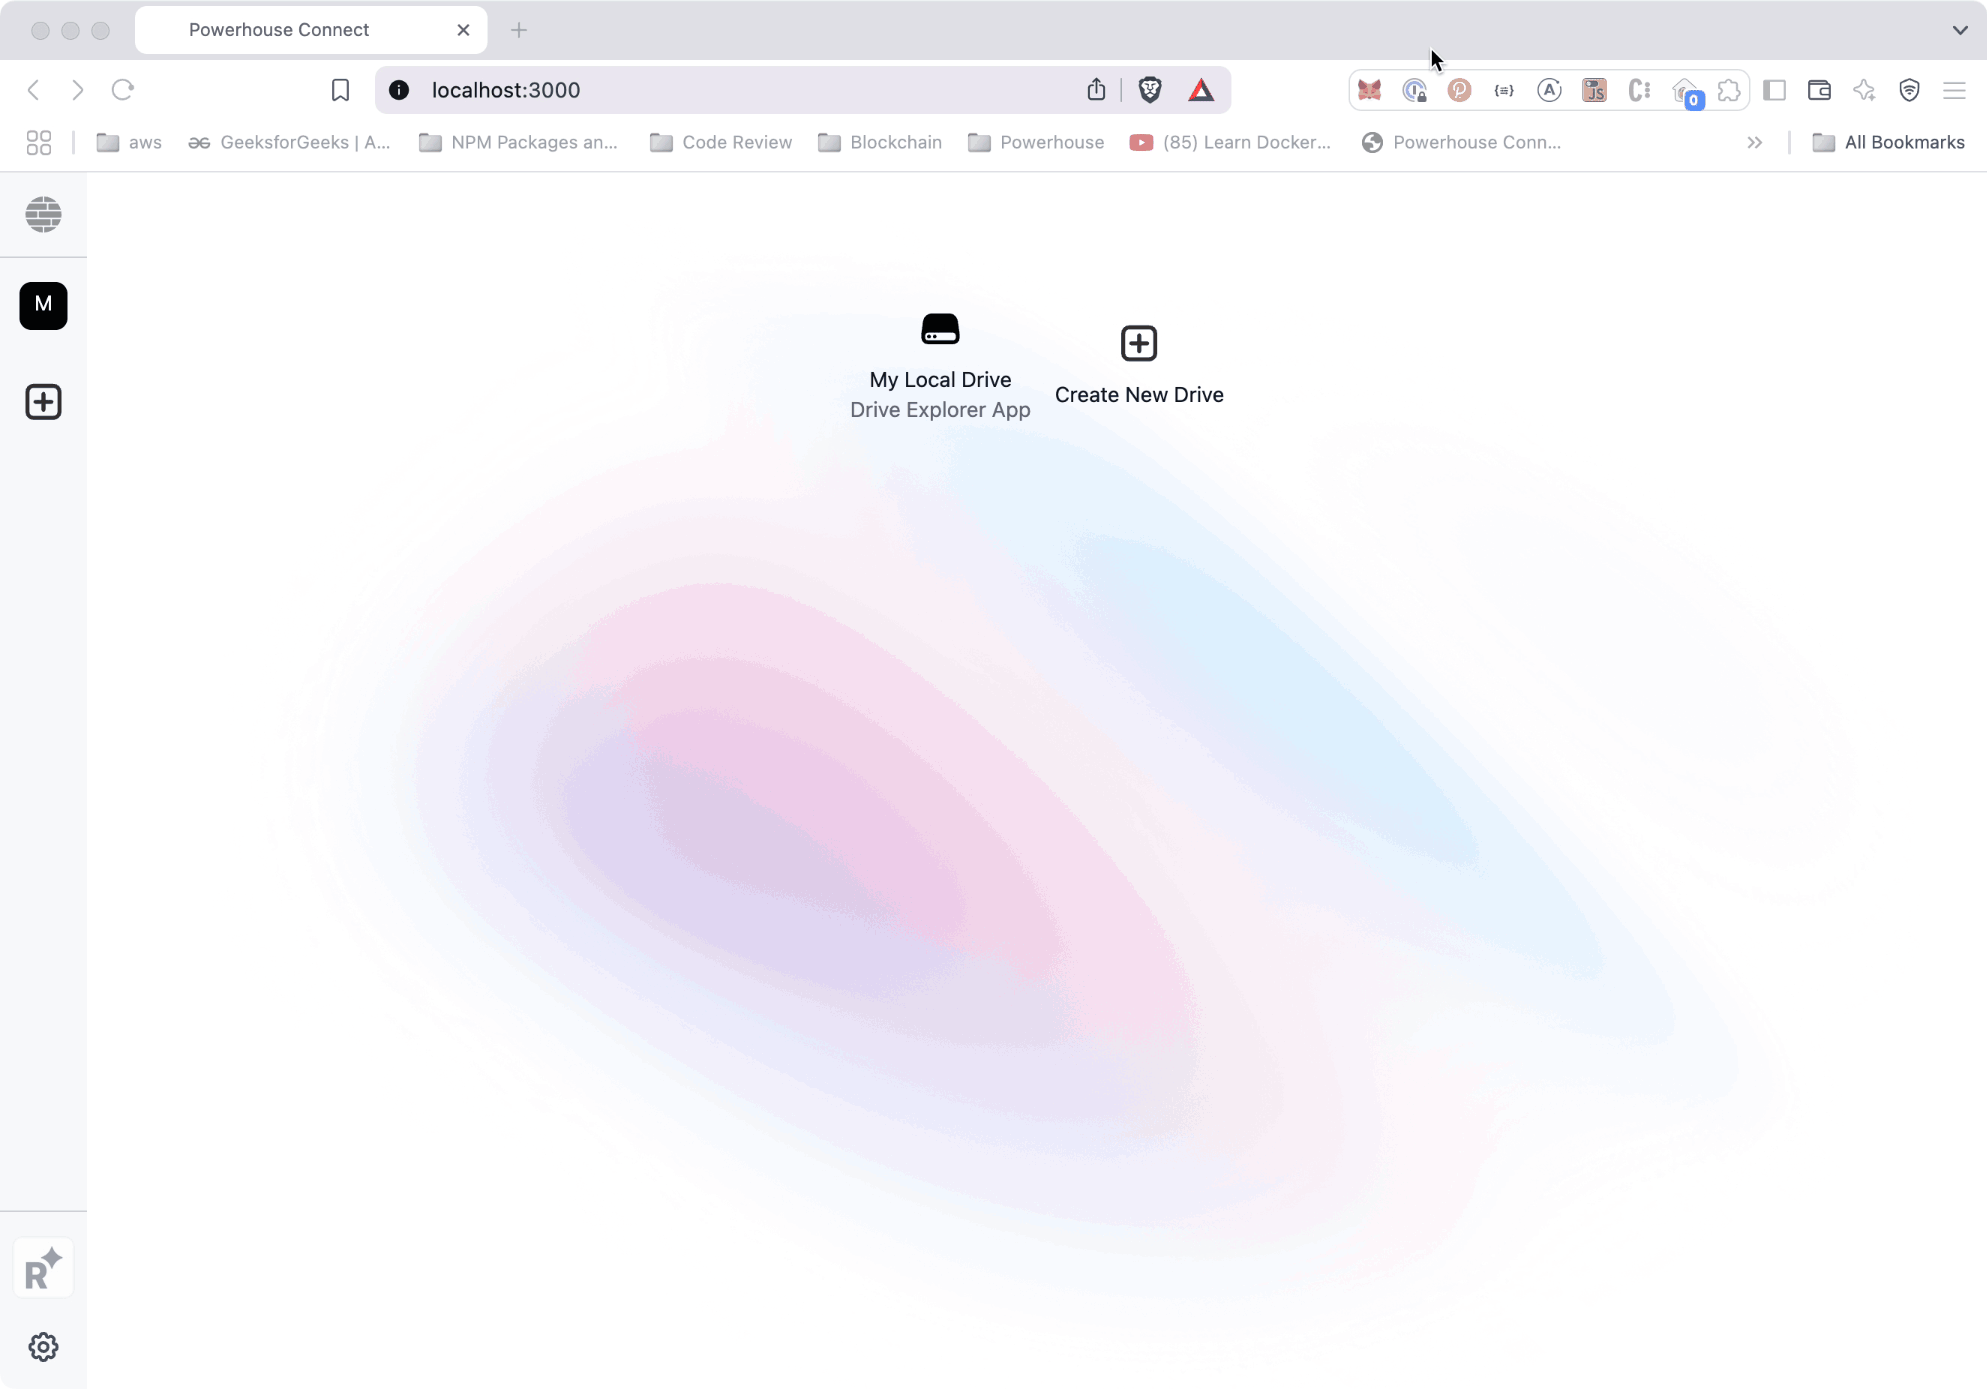 Powerhouse Connect
localhost:3000
0
aws
GeeksforGeeks | A...
NPM Packages an...
Code Review
Blockchain
Powerhouse
(85) Learn Docker...
Powerhouse Conn...
All Bookmarks
M
My Local Drive
Drive Explorer App
Create New Drive
R